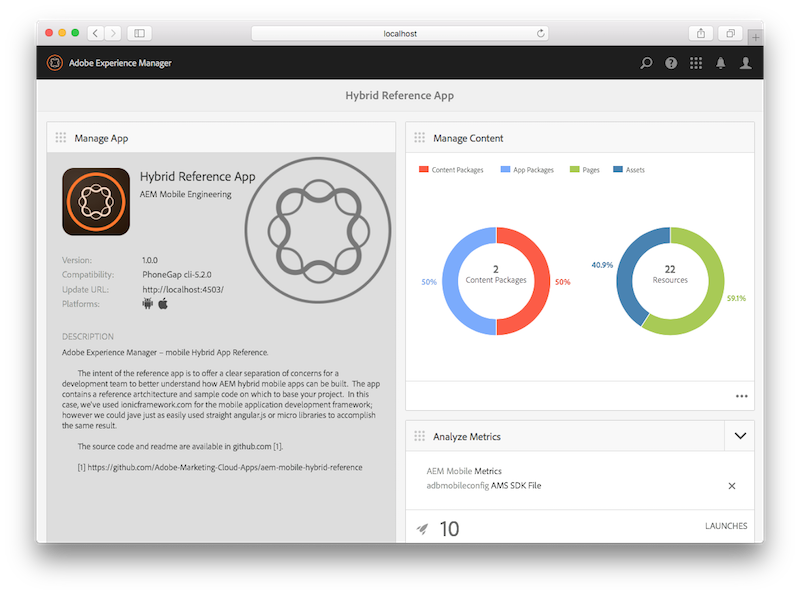 localhost
Adobe Experience Manager
Hybrid Reference App
Manage App
Hybrid Reference App
AEM Mobile Engineering
Version: 1.0.0
Compatibility: PhoneGap cli-5.2.0
Update URL: http://localhost:4503/
Platforms:
DESCRIPTION
Adobe Experience Manager – mobile Hybrid App Reference.
The intent of the reference app is to offer a clear separation of concerns for a
development team to better understand how AEM hybrid mobile apps can be built. The app
contains a reference artchitecture and sample code on which to base your project. In this
case, we've used ionicframework.com for the mobile application development framework;
however we could jave just as easily used straight angular.js or micro libraries to accomplish
the same result.
The source code and readme are available in github.com [1].
[1] https://github.com/Adobe-Marketing-Cloud-Apps/aem-mobile-hybrid-reference
Manage Content
Content Packages App Packages Pages Assets
2
Content Packages
50%
50%
22
Resources
40.9%
59.1%
Analyze Metrics
AEM Mobile Metrics
adbmobileconfig AMS SDK File
10 LAUNCHES